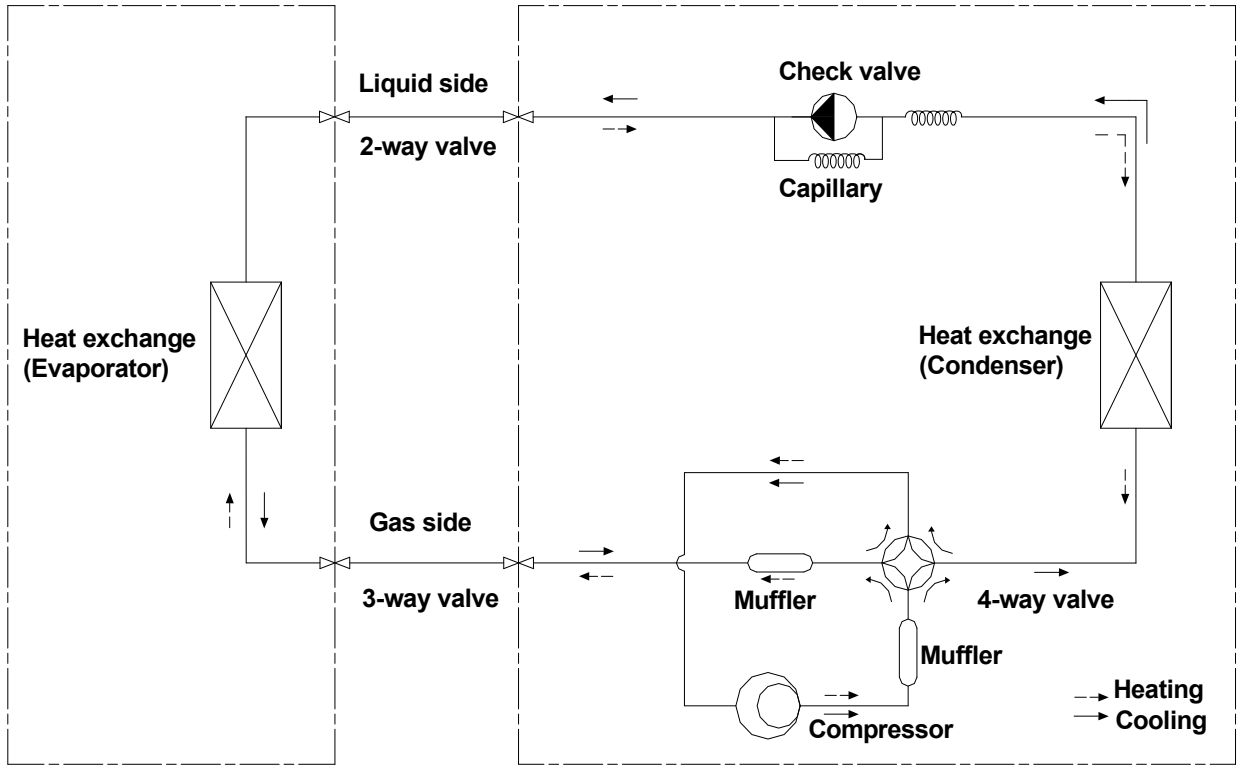 Check valve
Liquid side
2-way valve
Capillary
Heat exchange
(Evaporator)
Heat exchange
(Condenser)
Gas side
3-way valve
Muffler
4-way valve
Muffler
Compressor
Heating
Cooling